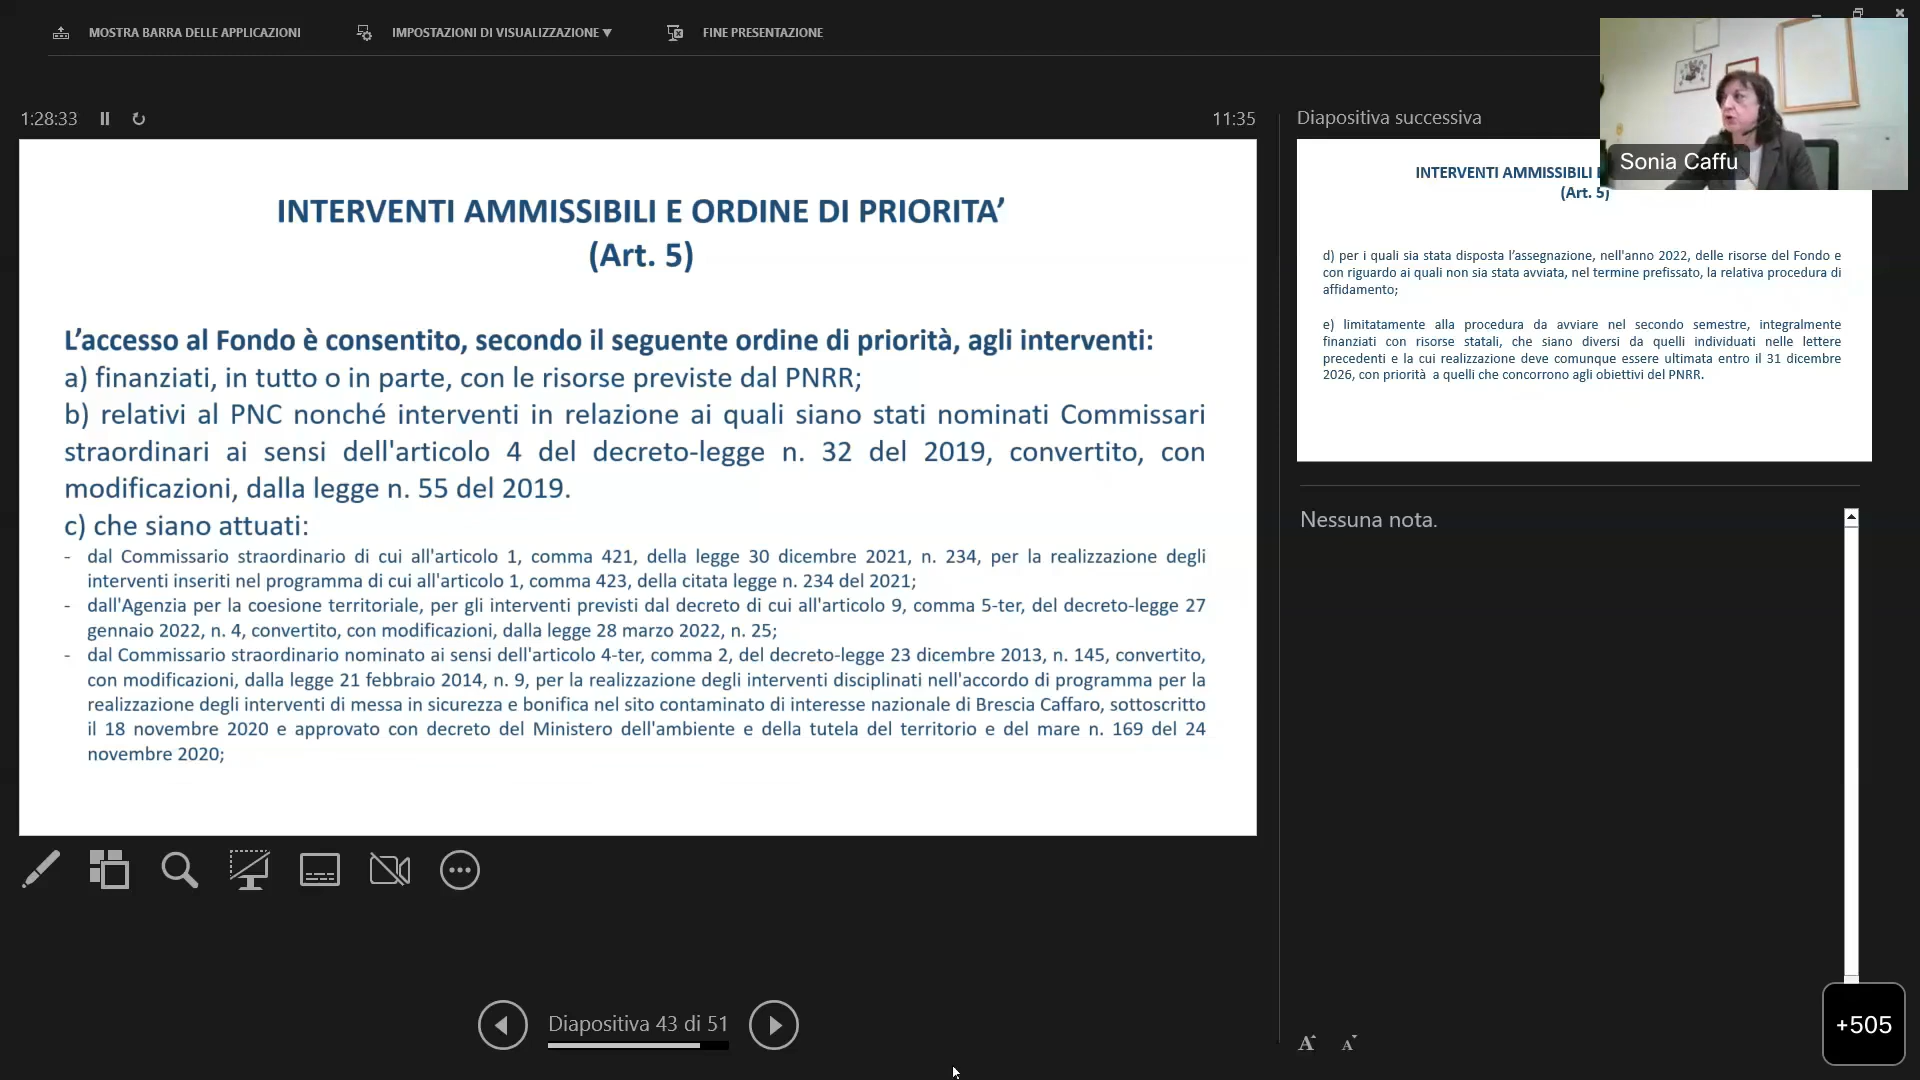 MOSTRA BARRA DELLE APPLICAZIONI
IMPOSTAZIONI DI VISUALIZZAZIONE ▼
FINE PRESENTAZIONE
1:28:33
11:35
INTERVENTI AMMISSIBILI E ORDINE DI PRIORITA’
(Art. 5)
L’accesso al Fondo è consentito, secondo il seguente ordine di priorità, agli interventi:
a) finanziati, in tutto o in parte, con le risorse previste dal PNRR;
b) relativi al PNC nonché interventi in relazione ai quali siano stati nominati Commissari
straordinari ai sensi dell'articolo 4 del decreto-legge n. 32 del 2019, convertito, con
modificazioni, dalla legge n. 55 del 2019.
c) che siano attuati:
- dal Commissario straordinario di cui all'articolo 1, comma 421, della legge 30 dicembre 2021, n. 234, per la realizzazione degli
interventi inseriti nel programma di cui all'articolo 1, comma 423, della citata legge n. 234 del 2021;
- dall'Agenzia per la coesione territoriale, per gli interventi previsti dal decreto di cui all'articolo 9, comma 5-ter, del decreto-legge 27
gennaio 2022, n. 4, convertito, con modificazioni, dalla legge 28 marzo 2022, n. 25;
- dal Commissario straordinario nominato ai sensi dell'articolo 4-ter, comma 2, del decreto-legge 23 dicembre 2013, n. 145, convertito,
con modificazioni, dalla legge 21 febbraio 2014, n. 9, per la realizzazione degli interventi disciplinati nell'accordo di programma per la
realizzazione degli interventi di messa in sicurezza e bonifica nel sito contaminato di interesse nazionale di Brescia Caffaro, sottoscritto
il 18 novembre 2020 e approvato con decreto del Ministero dell'ambiente e della tutela del territorio e del mare n. 169 del 24
novembre 2020;
Diapositiva 43 di 51
Diapositiva successiva
Sonia Caffu
INTERVENTI AMMISSIBILI
(Art. 5)
d) per i quali sia stata disposta l’assegnazione, nell'anno 2022, delle risorse del Fondo e
con riguardo ai quali non sia stata avviata, nel termine prefissato, la relativa procedura di
affidamento;
e) limitatamente alla procedura da avviare nel secondo semestre, integralmente
finanziati con risorse statali, che siano diversi da quelli individuati nelle lettere
precedenti e la cui realizzazione deve comunque essere ultimata entro il 31 dicembre
2026, con priorità a quelli che concorrono agli obiettivi del PNRR.
Nessuna nota.
A A
+505